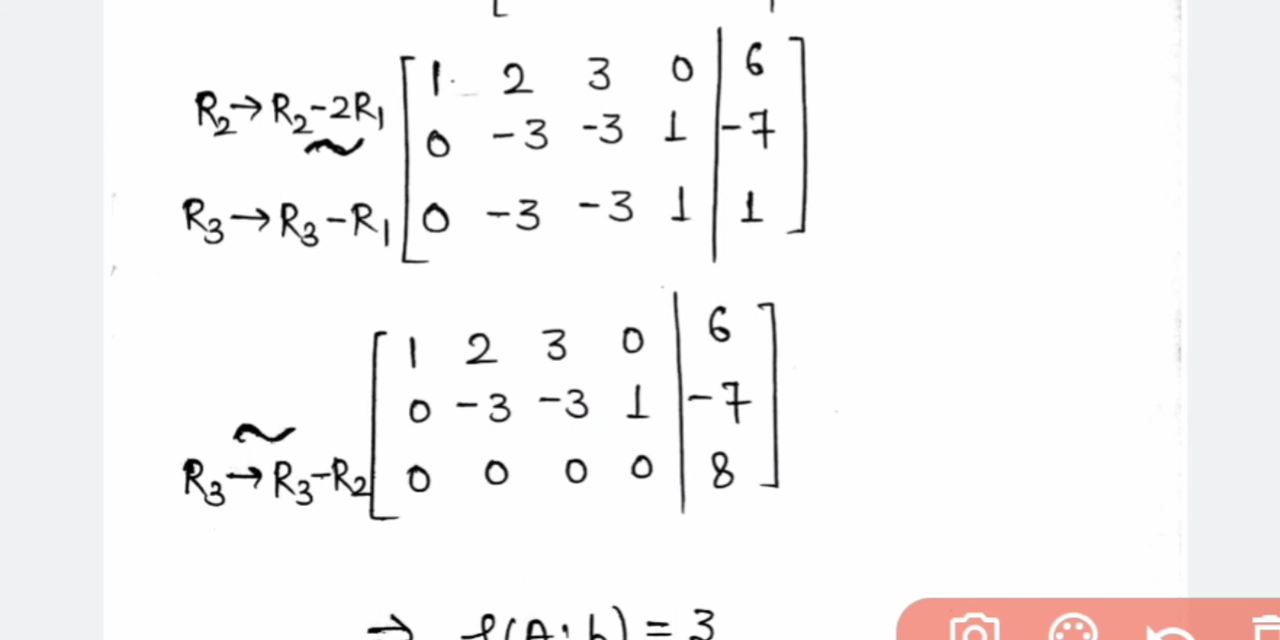 1 2 3 0 | 6
R₂→R₂-2R₁ ~ 0 -3 -3 1 | -7
R₃→R₃-R₁ 0 -3 -3 1 | 1
1 2 3 0 | 6
0 -3 -3 1 | -7
~ R₃→R₃-R₂ 0 0 0 0 | 8
⇒ ρ(A:b) = 3